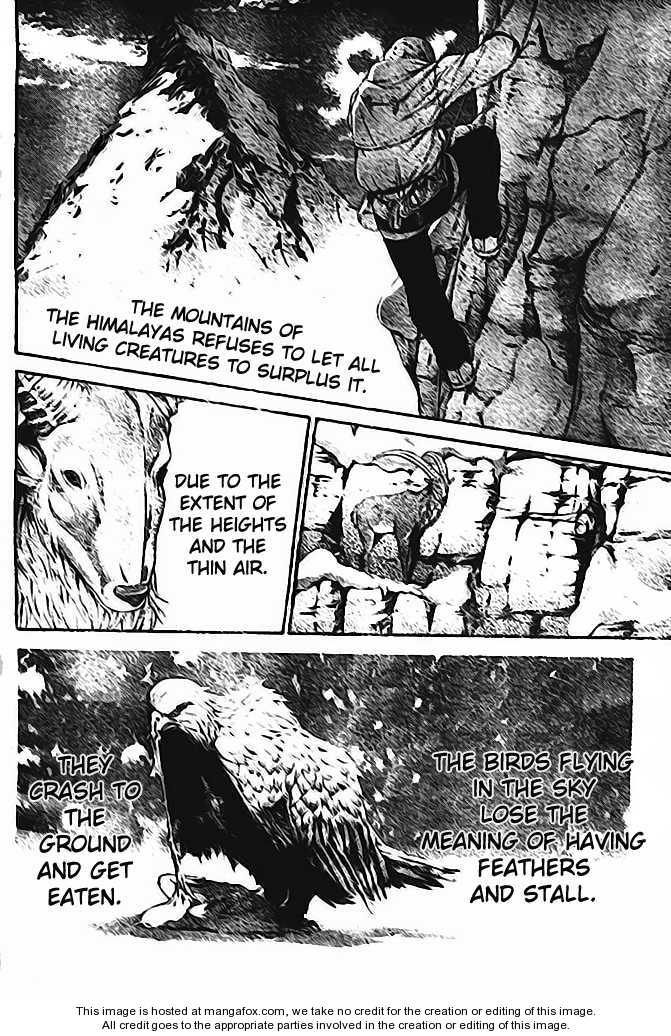 THE MOUNTAINS OF
THE HIMALAYAS REFUSES TO LET ALL
LIVING CREATURES TO SURPLUS IT.
DUE TO THE
EXTENT OF
THE HEIGHTS
AND THE
THIN AIR.
THE BIRDS FLYING
IN THE SKY
LOSE THE
MEANING OF HAVING
FEATHERS
AND STALL.
THEY
CRASH TO
THE
GROUND
AND GET
EATEN.
This image is hosted at mangafox.com, we take no credit for the creation or editing of this image.
All credit goes to the appropriate parties involved in the creation and editing of this image.